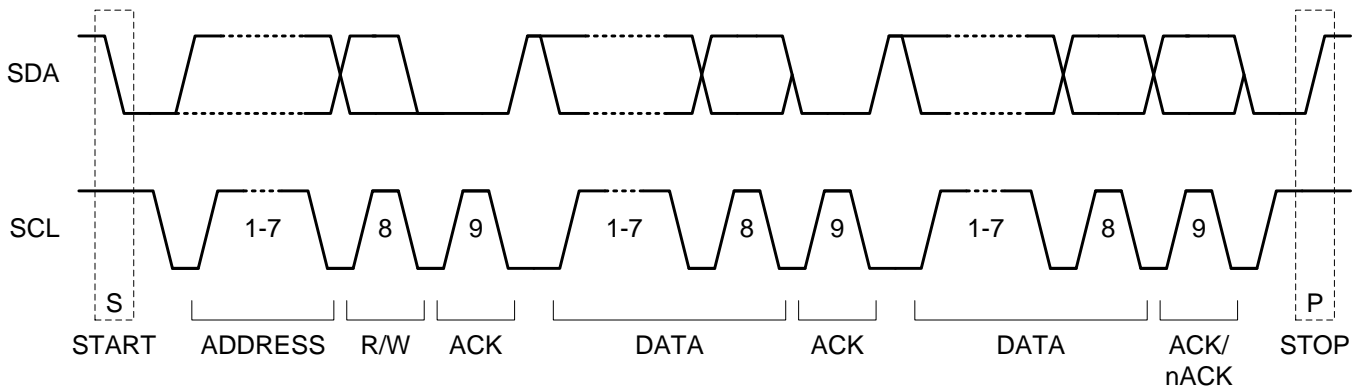 SDA
SCL
1-7 8 9 1-7 8 9 1-7 8 9
S P
START ADDRESS R/W ACK DATA ACK DATA ACK/ STOP
nACK